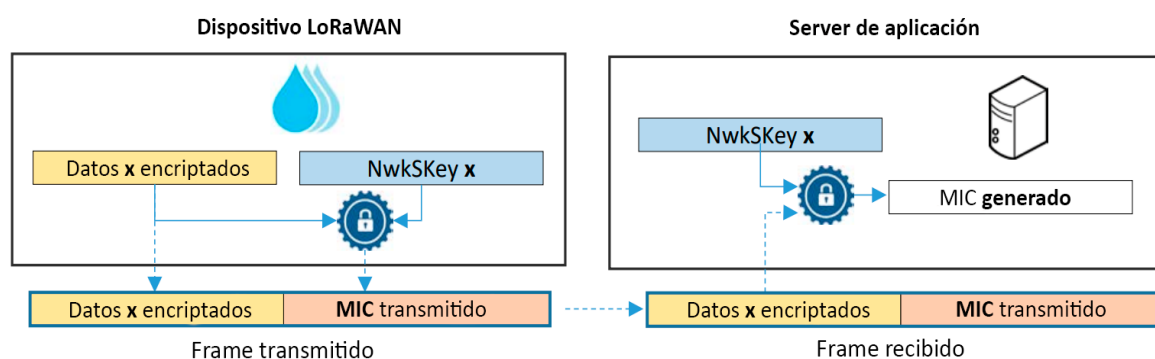 Dispositivo LoRaWAN
Datos x encriptados
NwkSKey x
Datos x encriptados
MIC transmitido
Frame transmitido
Server de aplicación
NwkSKey x
MIC generado
Datos x encriptados
MIC transmitido
Frame recibido